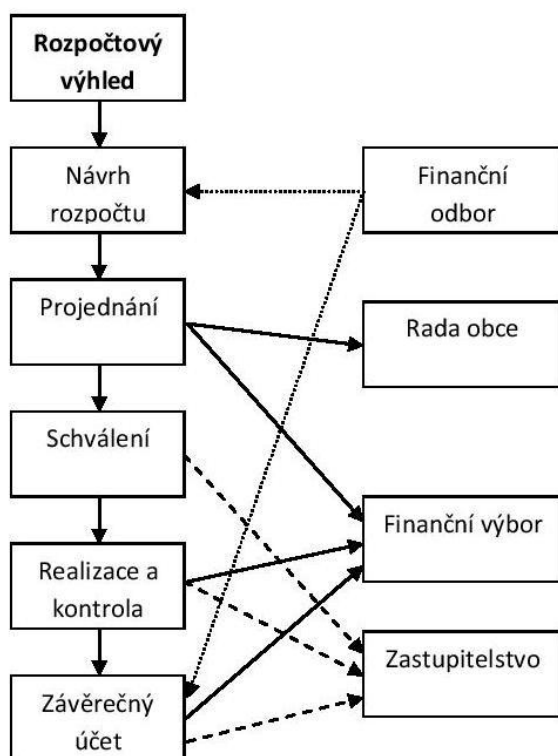 Rozpočtový
výhled
Návrh
rozpočtu
Finanční
odbor
Projednání
Rada obce
Schválení
Finanční výbor
Realizace a
kontrola
Zastupitelstvo
Závěrečný
účet